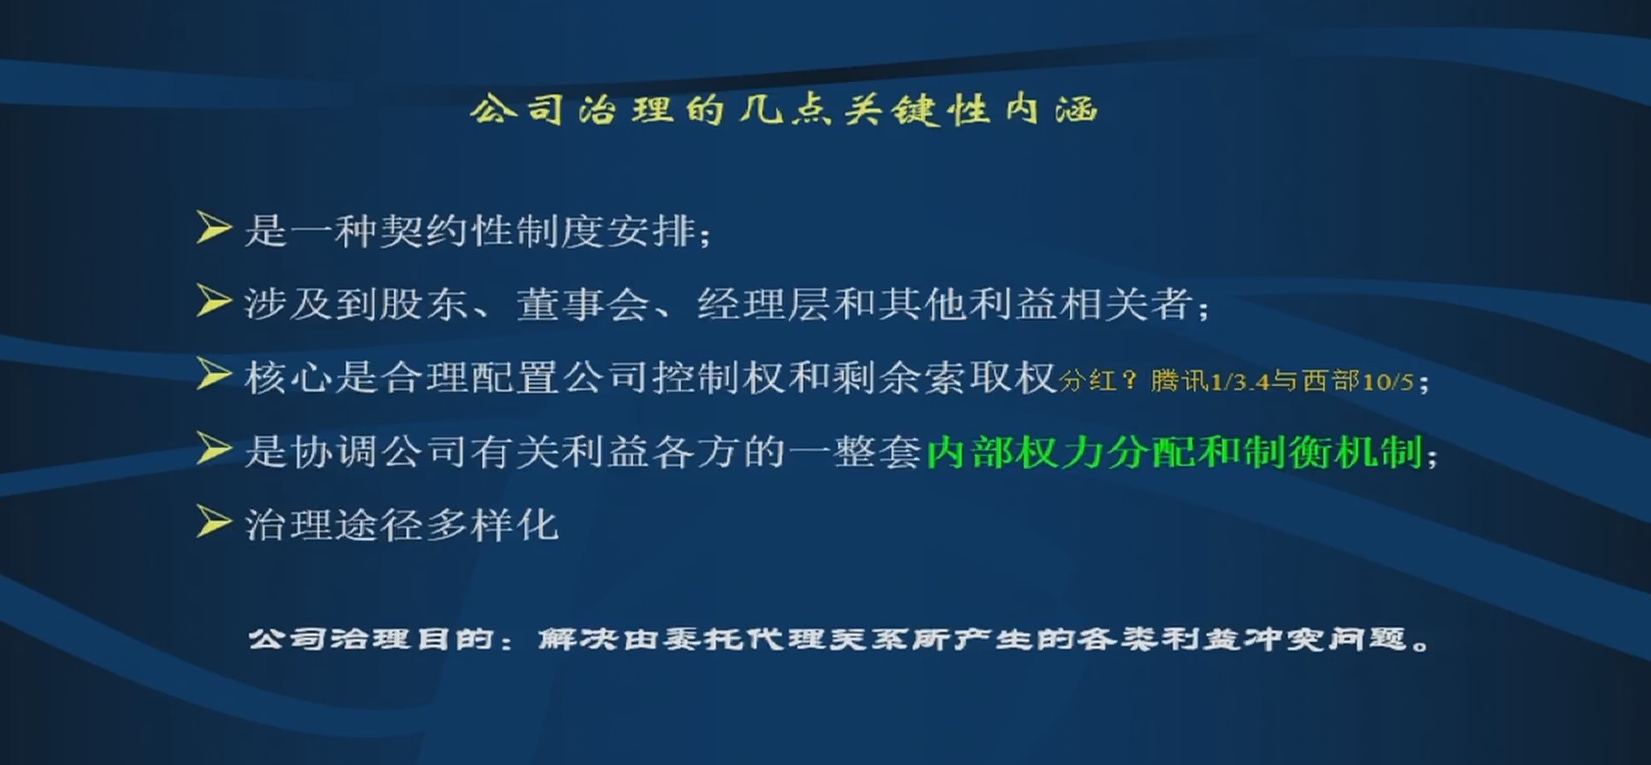 公司治理的几点关键性内涵
是一种契约性制度安排；
涉及到股东、董事会、经理层和其他利益相关者；
核心是合理配置公司控制权和剩余索取权分红？腾讯1/3.4与西部10/5；
是协调公司有关利益各方的一整套内部权力分配和制衡机制；
治理途径多样化
公司治理目的：解决由委托代理关系所产生的各类利益冲突问题。